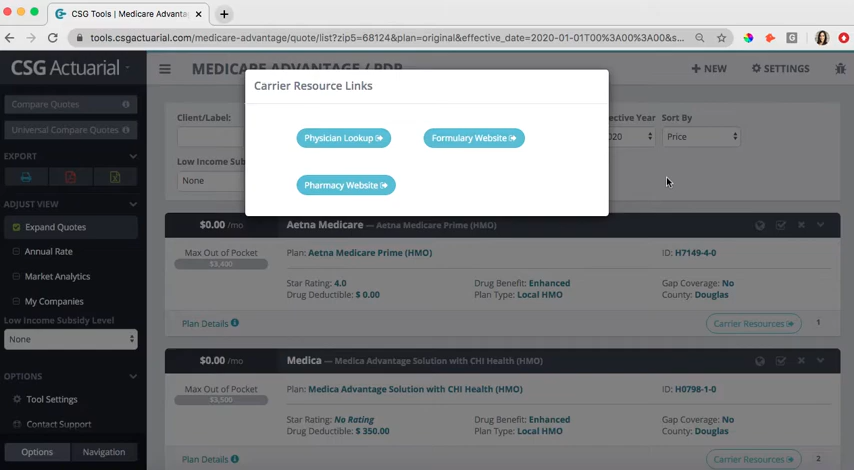 CSG Tools | Medicare Advanta
tools.csgactuarial.com/medicare-advantage/quote/list?zip5=68124&plan=original&effective_date=2020-01-01T00%3A00%3A00&s...
CSG Actuarial
MEDICARE ADVANTAGE / PDP
NEW
SETTINGS
Compare Quotes
Universal Compare Quotes
EXPORT
ADJUST VIEW
Expand Quotes
Annual Rate
Market Analytics
My Companies
Low Income Subsidy Level
None
OPTIONS
Tool Settings
Contact Support
Options
Navigation
Carrier Resource Links
Physician Lookup
Formulary Website
Pharmacy Website
Client/Label:
ective Year
Sort By
020
Price
Low Income Sub
None
$0.00 /mo
Aetna Medicare — Aetna Medicare Prime (HMO)
Max Out of Pocket
$3,400
Plan: Aetna Medicare Prime (HMO)
ID: H7149-4-0
Star Rating: 4.0
Drug Benefit: Enhanced
Gap Coverage: No
Drug Deductible: $ 0.00
Plan Type: Local HMO
County: Douglas
Plan Details
Carrier Resources
1
$0.00 /mo
Medica — Medica Advantage Solution with CHI Health (HMO)
Max Out of Pocket
$3,500
Plan: Medica Advantage Solution with CHI Health (HMO)
ID: H0798-1-0
Star Rating: No Rating
Drug Benefit: Enhanced
Gap Coverage: No
Drug Deductible: $ 350.00
Plan Type: Local HMO
County: Douglas
Plan Details
Carrier Resources
2